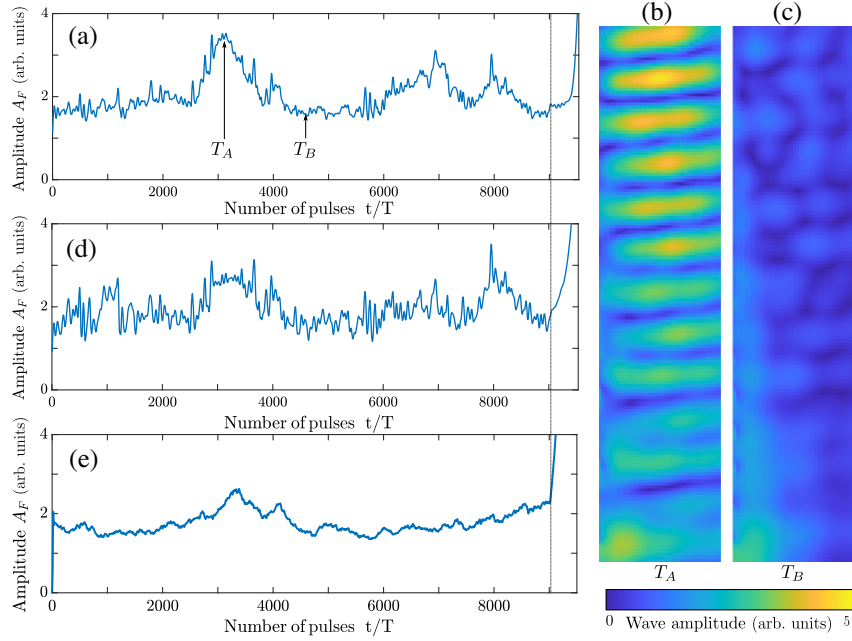 (a)
Amplitude A_F (arb. units)
4
2
0
T_A
T_B
0 2000 4000 6000 8000
Number of pulses t/T
(d)
Amplitude A_F (arb. units)
4
2
0
0 2000 4000 6000 8000
Number of pulses t/T
(e)
Amplitude A_F (arb. units)
4
2
0
0 2000 4000 6000 8000
Number of pulses t/T
(b) (c)
T_A T_B
0 Wave amplitude (arb. units) 5